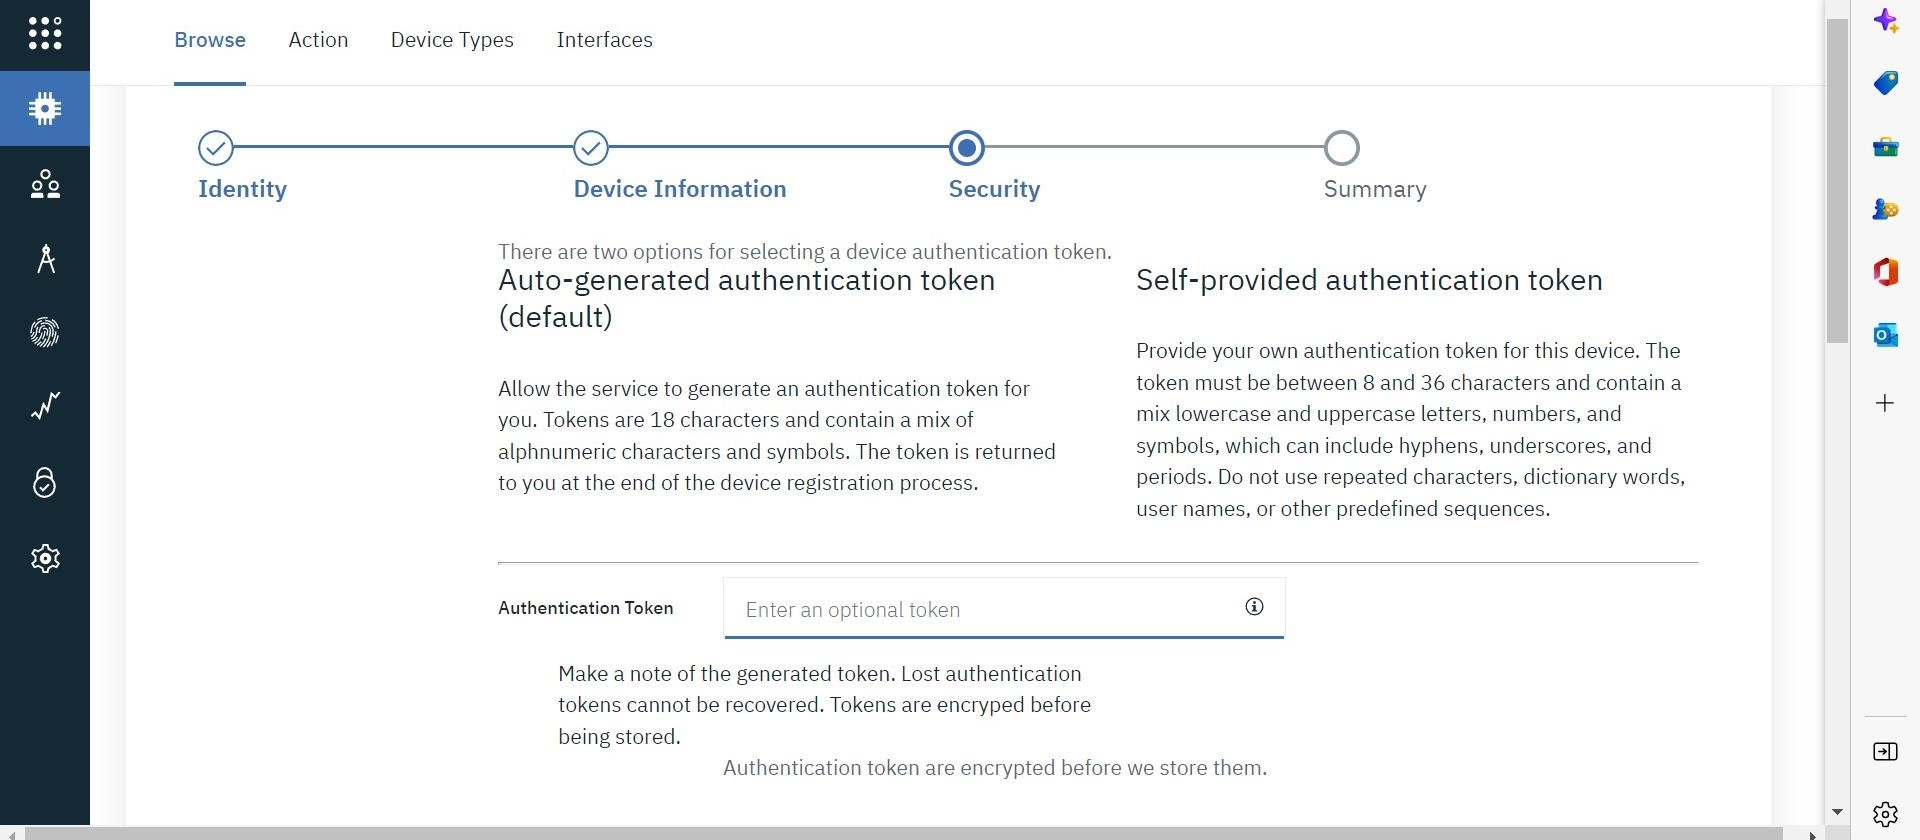 Browse Action Device Types Interfaces
Identity Device Information Security Summary
There are two options for selecting a device authentication token.
Auto-generated authentication token
(default)
Allow the service to generate an authentication token for
you. Tokens are 18 characters and contain a mix of
alphnumeric characters and symbols. The token is returned
to you at the end of the device registration process.
Self-provided authentication token
Provide your own authentication token for this device. The
token must be between 8 and 36 characters and contain a
mix lowercase and uppercase letters, numbers, and
symbols, which can include hyphens, underscores, and
periods. Do not use repeated characters, dictionary words,
user names, or other predefined sequences.
Authentication Token Enter an optional token
Make a note of the generated token. Lost authentication
tokens cannot be recovered. Tokens are encryped before
being stored.
Authentication token are encrypted before we store them.